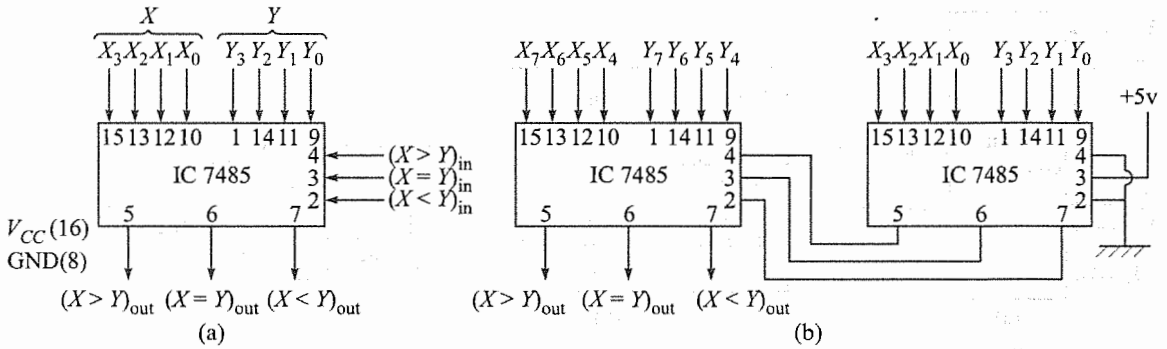 X Y
X₃ X₂ X₁ X₀ Y₃ Y₂ Y₁ Y₀
15 13 12 10 1 14 11 9
IC 7485
4 (X > Y)in
3 (X = Y)in
2 (X < Y)in
5 6 7
V_CC (16)
GND(8)
(X > Y)out (X = Y)out (X < Y)out
(a)
X₇ X₆ X₅ X₄ Y₇ Y₆ Y₅ Y₄
15 13 12 10 1 14 11 9
IC 7485
4
3
2
5 6 7
(X > Y)out (X = Y)out (X < Y)out
X₃ X₂ X₁ X₀ Y₃ Y₂ Y₁ Y₀
+5v
15 13 12 10 1 14 11 9
IC 7485
4
3
2
5 6 7
(b)